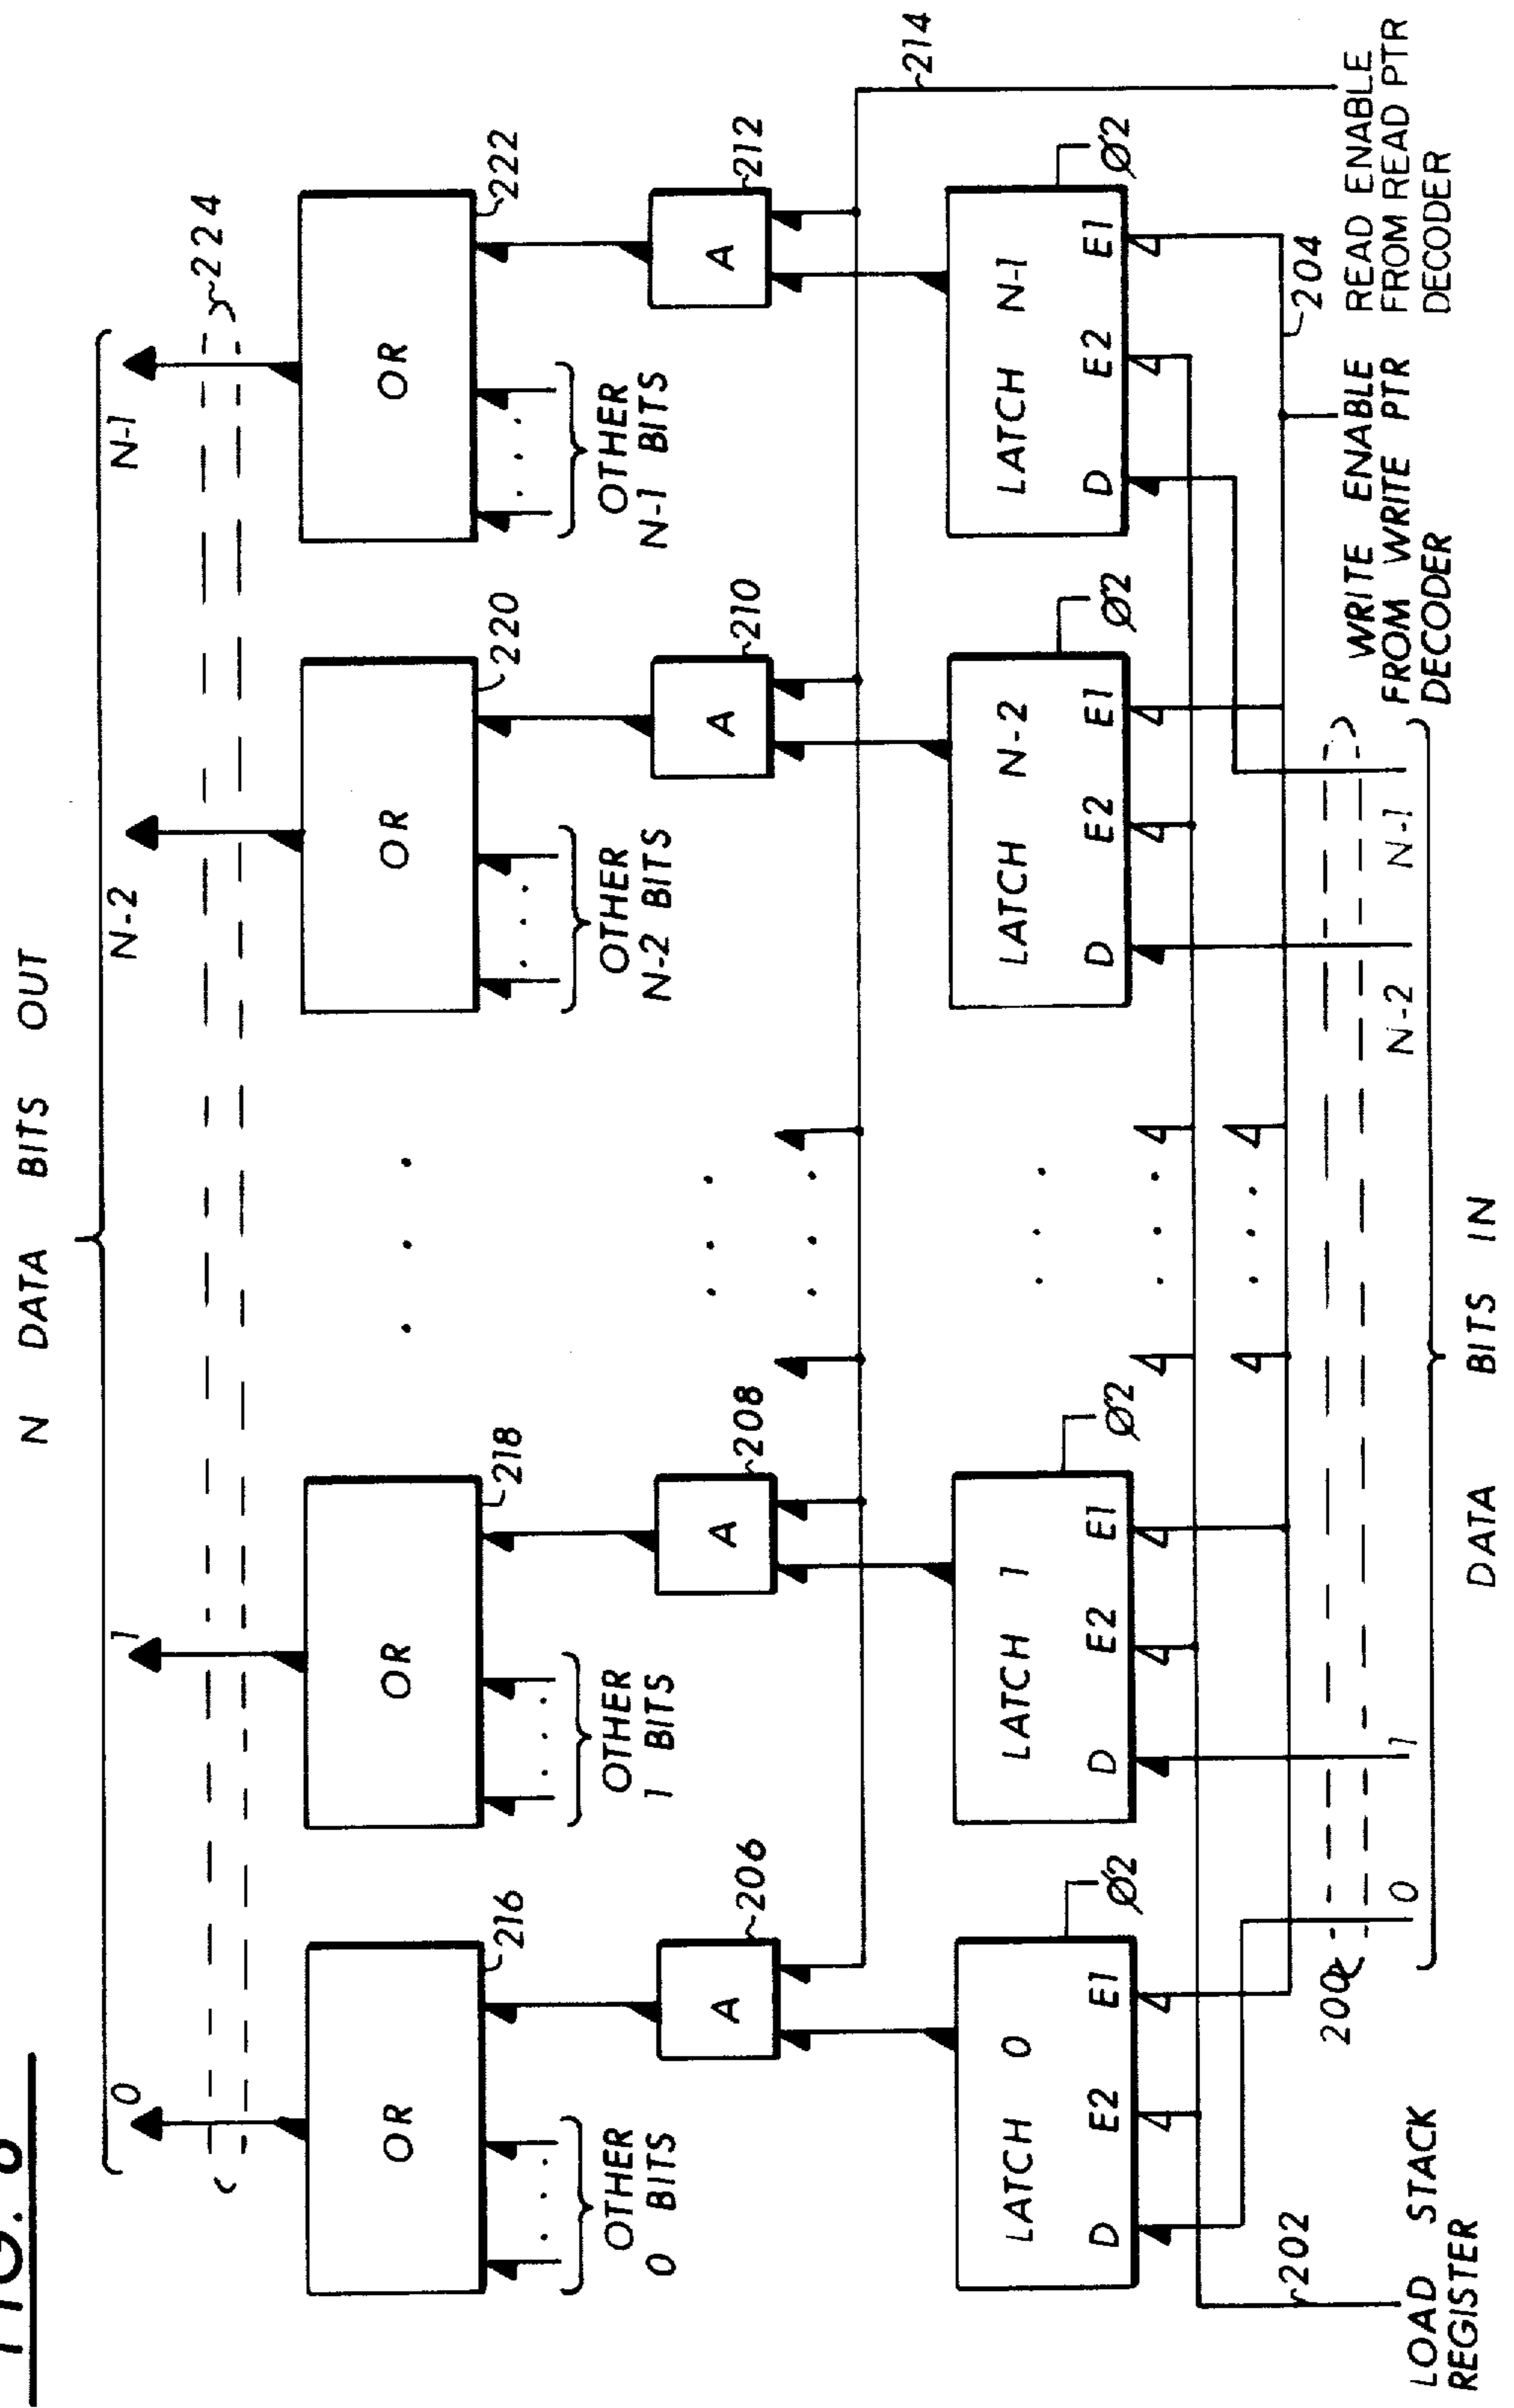 FIG. 8
N DATA BITS OUT
0
1
N-2
N-1
224
OR
216
OR
218
OR
220
OR
222
OTHER
0 BITS
OTHER
1 BITS
OTHER
N-2 BITS
OTHER
N-1 BITS
A
206
A
208
A
210
A
212
214
LATCH 0
D E2 E1
Ø2
LATCH 1
D E2 E1
Ø2
LATCH N-2
D E2 E1
Ø2
LATCH N-1
D E2 E1
Ø2
202
200
204
LOAD STACK
REGISTER
0
1
N-2
N-1
DATA BITS IN
WRITE ENABLE
FROM WRITE PTR
DECODER
READ ENABLE
FROM READ PTR
DECODER